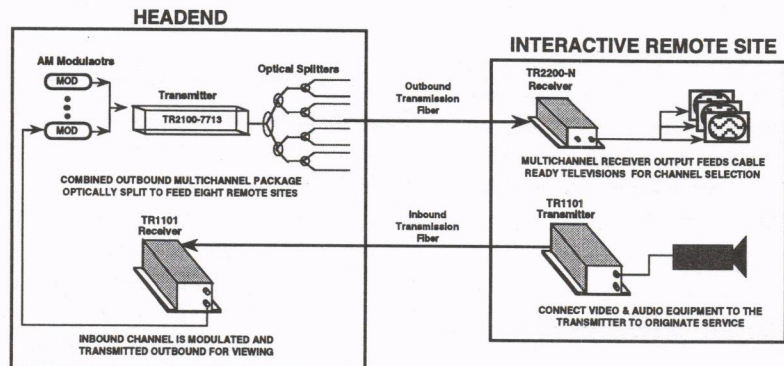 HEADEND
AM Modulaotrs
MOD
MOD
Transmitter
TR2100-7713
Optical Splitters
COMBINED OUTBOUND MULTICHANNEL PACKAGE
OPTICALLY SPLIT TO FEED EIGHT REMOTE SITES
TR1101
Receiver
INBOUND CHANNEL IS MODULATED AND
TRANSMITTED OUTBOUND FOR VIEWING
Outbound
Transmission
Fiber
Inbound
Transmission
Fiber
INTERACTIVE REMOTE SITE
TR2200-N
Receiver
MULTICHANNEL RECEIVER OUTPUT FEEDS CABLE
READY TELEVISIONS FOR CHANNEL SELECTION
TR1101
Transmitter
CONNECT VIDEO & AUDIO EQUIPMENT TO THE
TRANSMITTER TO ORIGINATE SERVICE